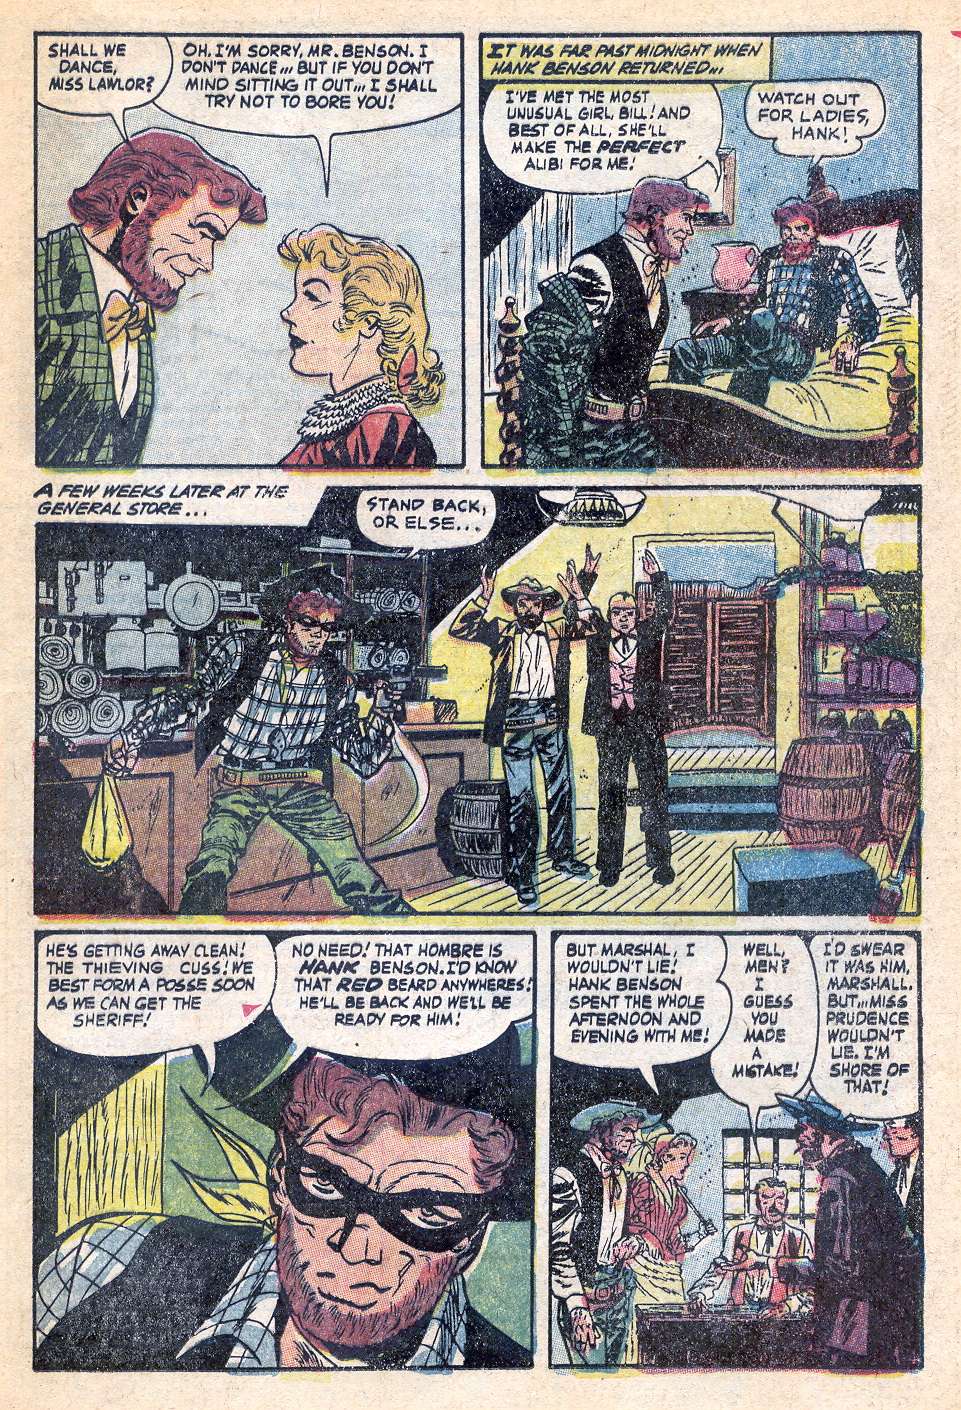 SHALL WE
DANCE,
MISS LAWLOR?
OH. I'M SORRY, MR. BENSON. I
DON'T DANCE... BUT IF YOU DON'T
MIND SITTING IT OUT... I SHALL
TRY NOT TO BORE YOU!
IT WAS FAR PAST MIDNIGHT WHEN
HANK BENSON RETURNED...
I'VE MET THE MOST
UNUSUAL GIRL, BILL! AND
BEST OF ALL, SHE'LL
MAKE THE PERFECT
ALIBI FOR ME!
WATCH OUT
FOR LADIES,
HANK!
A FEW WEEKS LATER AT THE
GENERAL STORE...
STAND BACK,
OR ELSE...
HE'S GETTING AWAY CLEAN!
THE THIEVING CUSS! WE
BEST FORM A POSSE SOON
AS WE CAN GET THE
SHERIFF!
NO NEED! THAT HOMBRE IS
HANK BENSON. I'D KNOW
THAT RED BEARD ANYWHERES!
HE'LL BE BACK AND WE'LL BE
READY FOR HIM!
BUT MARSHAL, I
WOULDN'T LIE!
HANK BENSON
SPENT THE WHOLE
AFTERNOON AND
EVENING WITH ME!
WELL,
MEN?
I
GUESS
YOU
MADE
A
MISTAKE!
I'D SWEAR
IT WAS HIM,
MARSHALL.
BUT...MISS
PRUDENCE
WOULDN'T
LIE. I'M
SHORE OF
THAT!